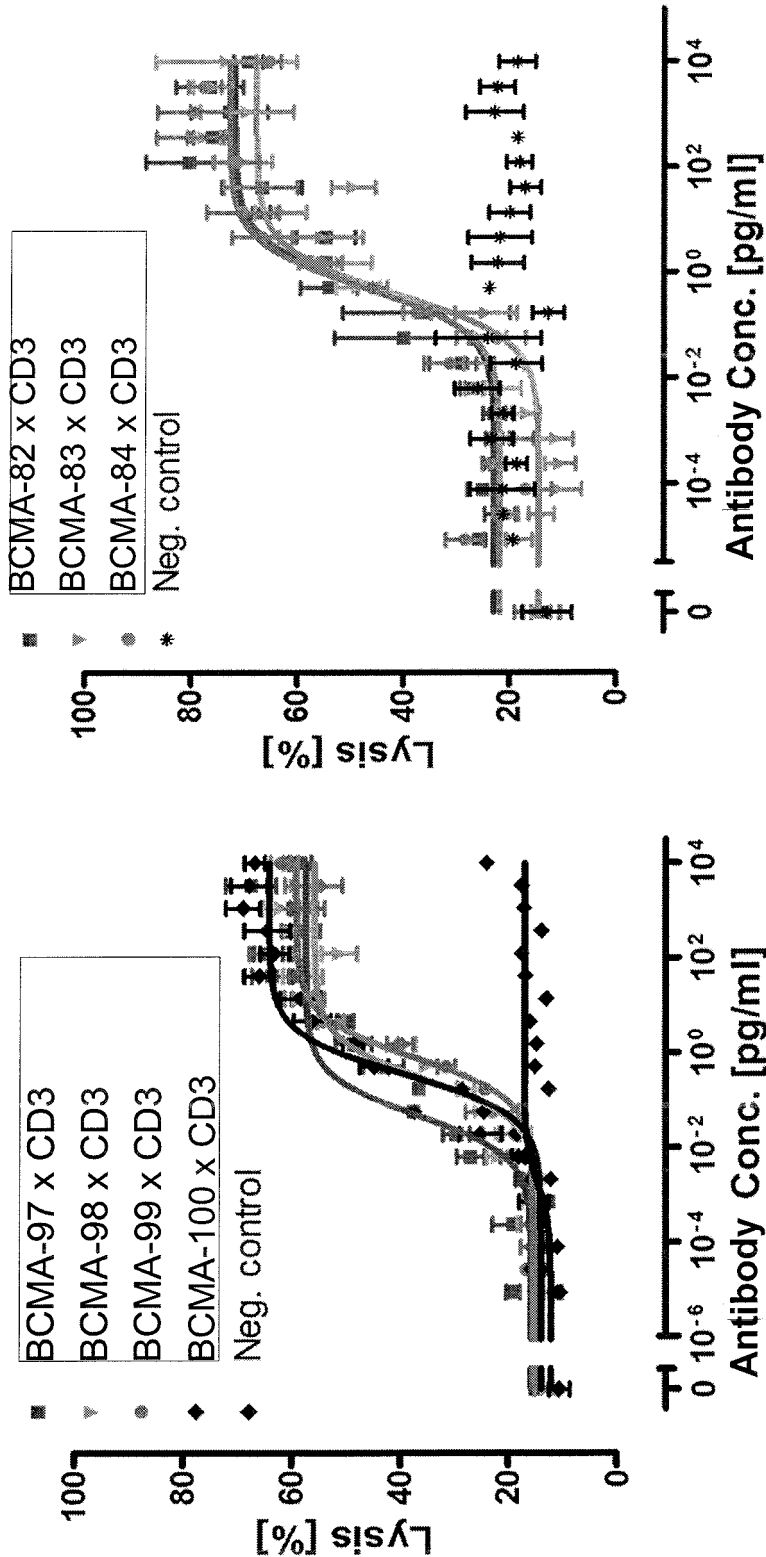 BCMA-97 x CD3
BCMA-98 x CD3
BCMA-99 x CD3
BCMA-100 x CD3
Neg. control
100
80
60
40
20
0
Lysis [%]
0
10^-6
10^-4
10^-2
10^0
10^2
10^4
Antibody Conc. [pg/ml]
BCMA-82 x CD3
BCMA-83 x CD3
BCMA-84 x CD3
Neg. control
100
80
60
40
20
0
Lysis [%]
0
10^-4
10^-2
10^0
10^2
10^4
Antibody Conc. [pg/ml]